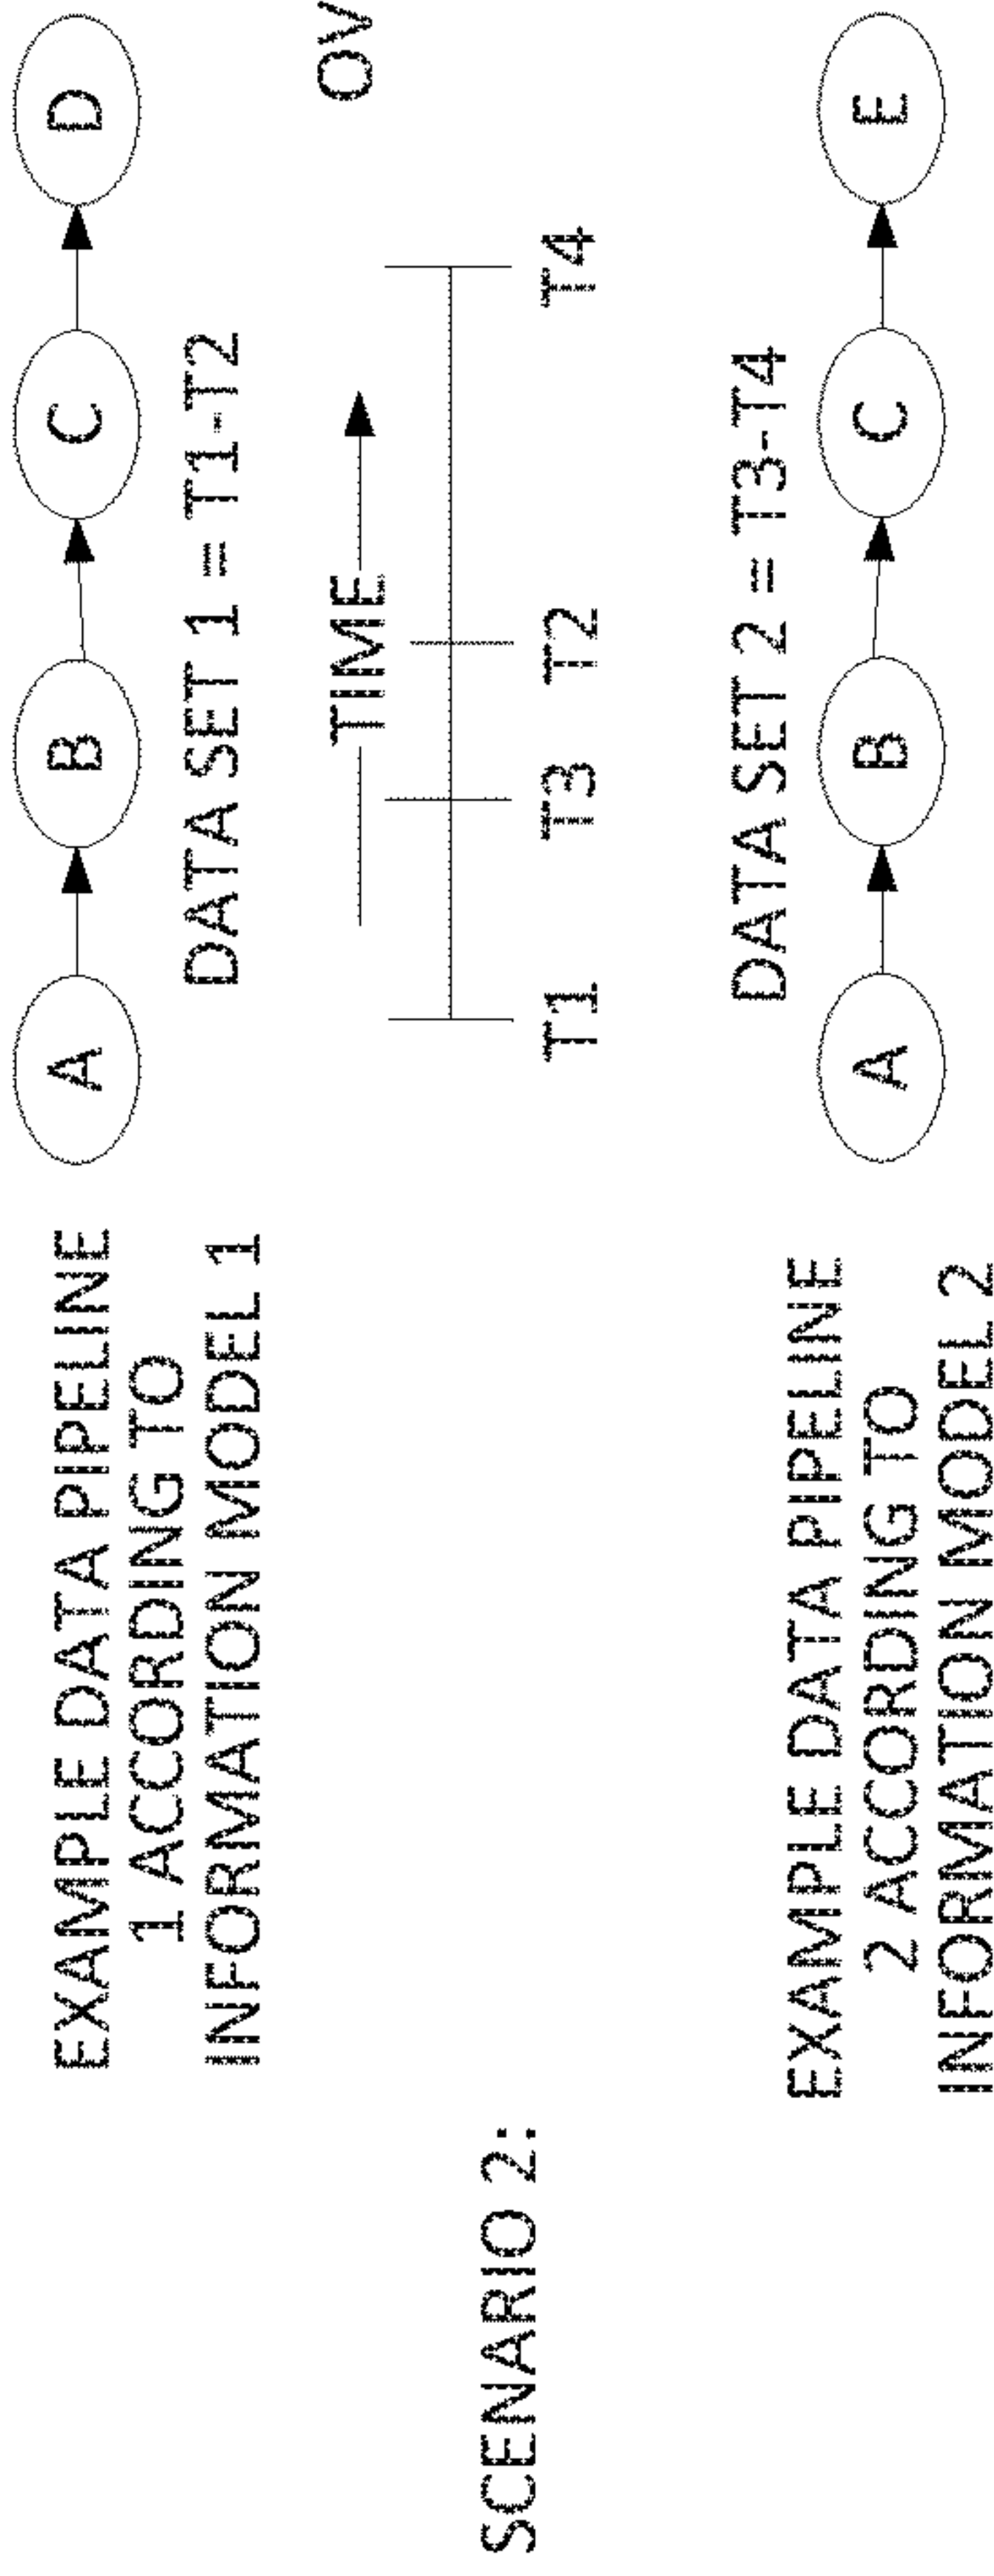 EXAMPLE DATA PIPELINE
1 ACCORDING TO
INFORMATION MODEL 1
A
B
C
D
DATA SET 1 = T1-T2
TIME
OV
T1
T3
T2
T4
SCENARIO 2:
DATA SET 2 = T3-T4
EXAMPLE DATA PIPELINE
2 ACCORDING TO
INFORMATION MODEL 2
A
B
C
E